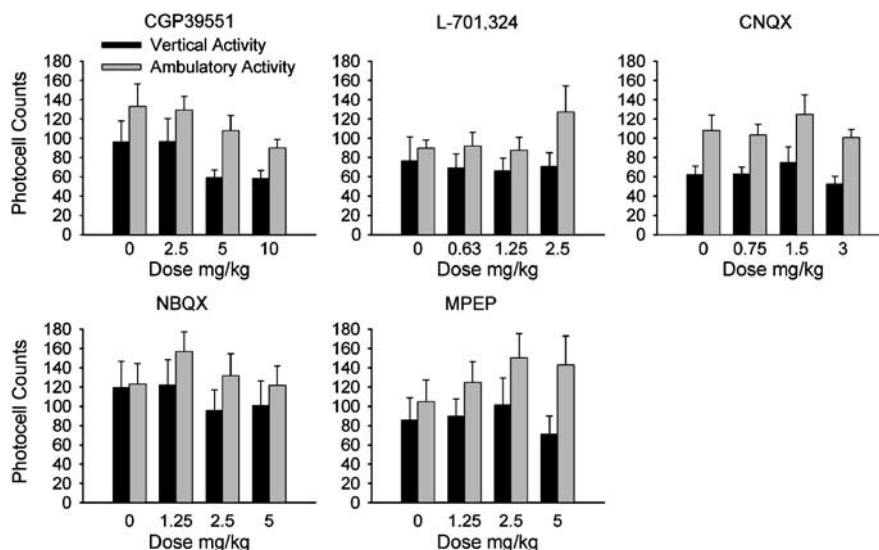 CGP39551
Vertical Activity
Ambulatory Activity
Photocell Counts
180
160
140
120
100
80
60
40
20
0
0 2.5 5 10
Dose mg/kg
L-701,324
180
160
140
120
100
80
60
40
20
0
0 0.63 1.25 2.5
Dose mg/kg
CNQX
180
160
140
120
100
80
60
40
20
0
0 0.75 1.5 3
Dose mg/kg
NBQX
Photocell Counts
180
160
140
120
100
80
60
40
20
0
0 1.25 2.5 5
Dose mg/kg
MPEP
180
160
140
120
100
80
60
40
20
0
0 1.25 2.5 5
Dose mg/kg